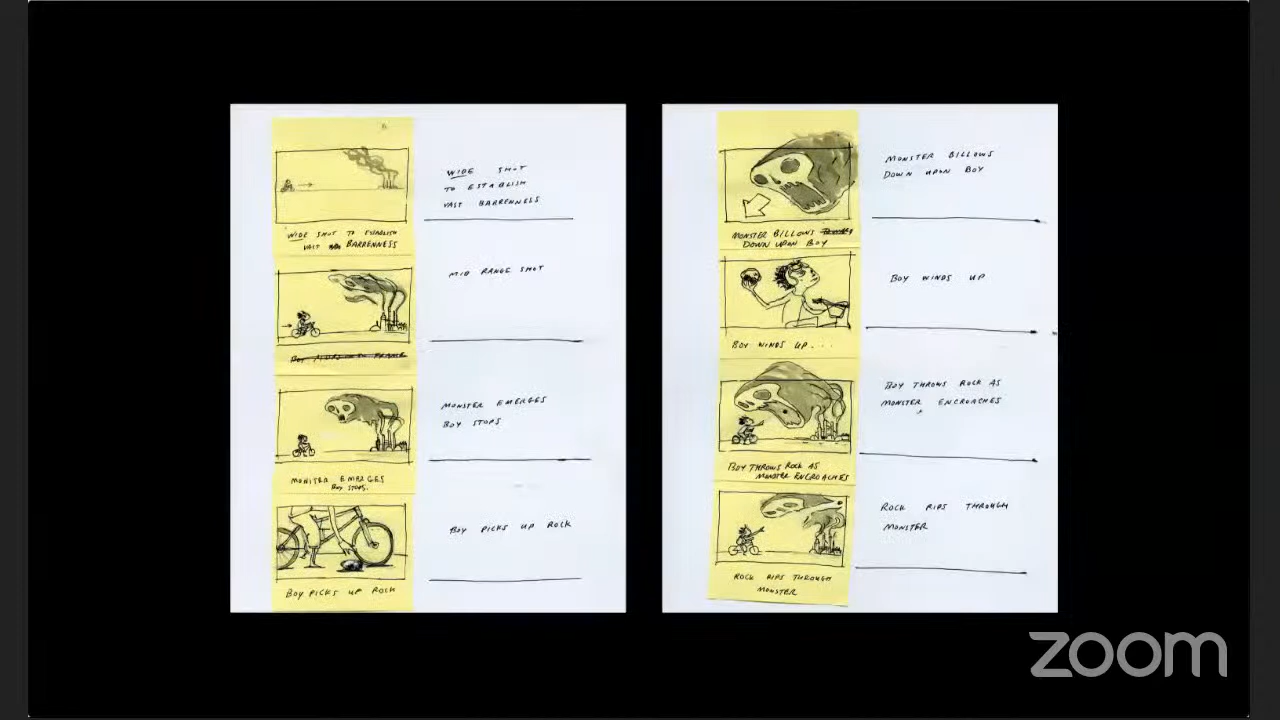 WIDE SHOT TO ESTABLISH
VAST BARRENNESS
WIDE SHOT
TO ESTABLISH
VAST BARRENNESS
MID RANGE SHOT
MONSTER EMERGES
BOY STOPS.
MONSTER EMERGES
BOY STOPS
BOY PICKS UP ROCK
BOY PICKS UP ROCK
MONSTER BILLOWS
DOWN UPON BOY
MONSTER BILLOWS
DOWN UPON BOY
BOY WINDS UP...
BOY WINDS UP
BOY THROWS ROCK AS
MONSTER ENCROACHES
BOY THROWS ROCK AS
MONSTER ENCROACHES
ROCK RIPS THROUGH
MONSTER
ROCK RIPS THROUGH
MONSTER
zoom